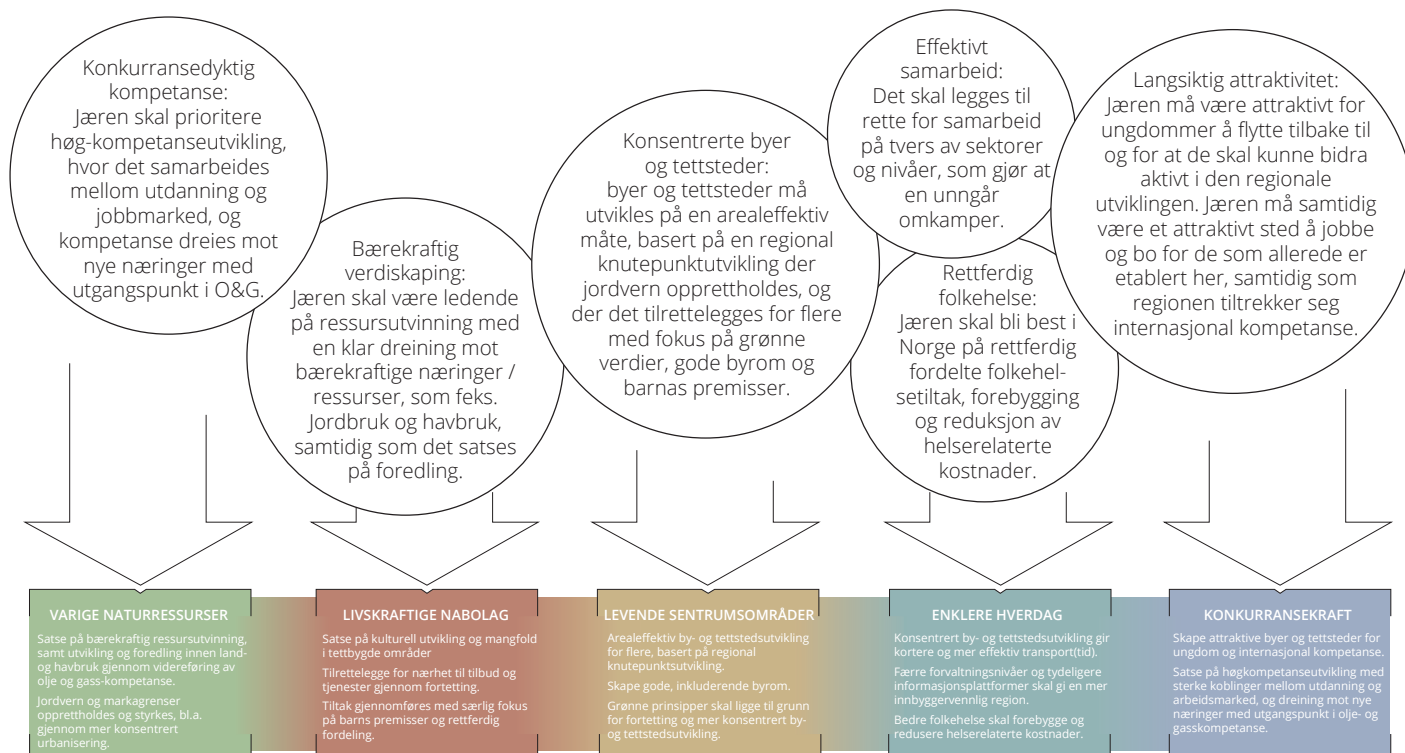 Konkurransedyktig
kompetanse:
Jæren skal prioritere
høg-kompetanseutvikling,
hvor det samarbeides
mellom utdanning og
jobbmarked, og
kompetanse dreies mot
nye næringer med
utgangspunkt i O&G.
Bærekraftig
verdiskaping:
Jæren skal være ledende
på ressursutvinning med
en klar dreining mot
bærekraftige næringer /
ressurser, som feks.
Jordbruk og havbruk,
samtidig som det satses
på foredling.
Konsentrerte byer
og tettsteder:
byer og tettsteder må
utvikles på en arealeffektiv
måte, basert på en regional
knutepunktutvikling der
jordvern opprettholdes, og
der det tilrettelegges for flere
med fokus på grønne
verdier, gode byrom og
barnas premisser.
Effektivt
samarbeid:
Det skal legges til
rette for samarbeid
på tvers av sektorer
og nivåer, som gjør at
en unngår
omkamper.
Rettferdig
folkehelse:
Jæren skal bli best i
Norge på rettferdig
fordelte folkehel-
setiltak, forebygging
og reduksjon av
helserelaterte
kostnader.
Langsiktig attraktivitet:
Jæren må være attraktivt for
ungdommer å flytte tilbake til
og for at de skal kunne bidra
aktivt i den regionale
utviklingen. Jæren må samtidig
være et attraktivt sted å jobbe
og bo for de som allerede er
etablert her, samtidig som
regionen tiltrekker seg
internasjonal kompetanse.
VARIGE NATURRESSURSER
Satse på bærekraftig ressursutvinning,
samt utvikling og foredling innen land-
og havbruk gjennom videreføring av
olje og gass-kompetanse.
Jordvern og markagrenser
opprettholdes og styrkes, bl.a.
gjennom mer konsentrert
urbanisering.
LIVSKRAFTIGE NABOLAG
Satse på kulturell utvikling og mangfold
i tettbygde områder
Tilrettelegge for nærhet til tilbud og
tjenester gjennom fortetting.
Tiltak gjennomføres med særlig fokus
på barns premisser og rettferdig
fordeling.
LEVENDE SENTRUMSOMRÅDER
Arealeffektiv by- og tettstedsutvikling
for flere, basert på regional
knutepunktsutvikling.
Skape gode, inkluderende byrom.
Grønne prinsipper skal ligge til grunn
for fortetting og mer konsentrert by-
og tettstedsutvikling.
ENKLERE HVERDAG
Konsentrert by- og tettstedsutvikling gir
kortere og mer effektiv transport(tid).
Færre forvaltningsnivåer og tydeligere
informasjonsplattformer skal gi en mer
innbyggervennlig region.
Bedre folkehelse skal forebygge og
redusere helserelaterte kostnader.
KONKURRANSEKRAFT
Skape attraktive byer og tettsteder for
ungdom og internasjonal kompetanse.
Satse på høgkompetanseutvikling med
sterke koblinger mellom utdanning og
arbeidsmarked, og dreining mot nye
næringer med utgangspunkt i olje- og
gasskompetanse.